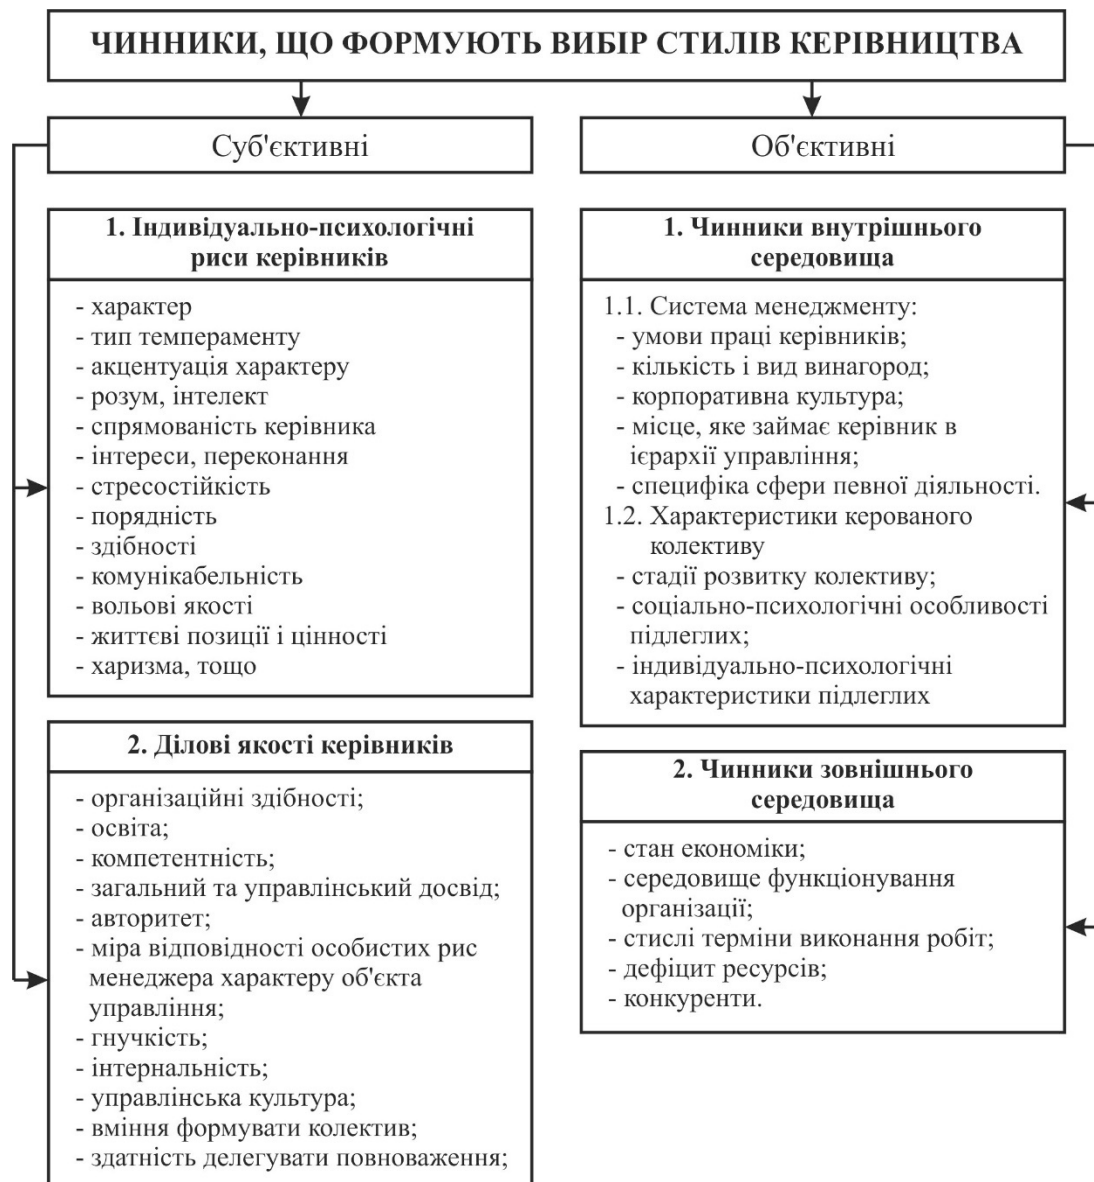 ЧИННИКИ, ЩО ФОРМУЮТЬ ВИБІР СТИЛІВ КЕРІВНИЦТВА
Суб'єктивні
1. Індивідуально-психологічні
риси керівників
- характер
- тип темпераменту
- акцентуація характеру
- розум, інтелект
- спрямованість керівника
- інтереси, переконання
- стресостійкість
- порядність
- здібності
- комунікабельність
- вольові якості
- життєві позиції і цінності
- харизма, тощо
2. Ділові якості керівників
- організаційні здібності;
- освіта;
- компетентність;
- загальний та управлінський досвід;
- авторитет;
- міра відповідності особистих рис
менеджера характеру об'єкта
управління;
- гнучкість;
- інтернальність;
- управлінська культура;
- вміння формувати колектив;
- здатність делегувати повноваження;
Об'єктивні
1. Чинники внутрішнього
середовища
1.1. Система менеджменту:
- умови праці керівників;
- кількість і вид винагород;
- корпоративна культура;
- місце, яке займає керівник в
ієрархії управління;
- специфіка сфери певної діяльності.
1.2. Характеристики керованого
колективу
- стадії розвитку колективу;
- соціально-психологічні особливості
підлеглих;
- індивідуально-психологічні
характеристики підлеглих
2. Чинники зовнішнього
середовища
- стан економіки;
- середовище функціонування
організації;
- стислі терміни виконання робіт;
- дефіцит ресурсів;
- конкуренти.